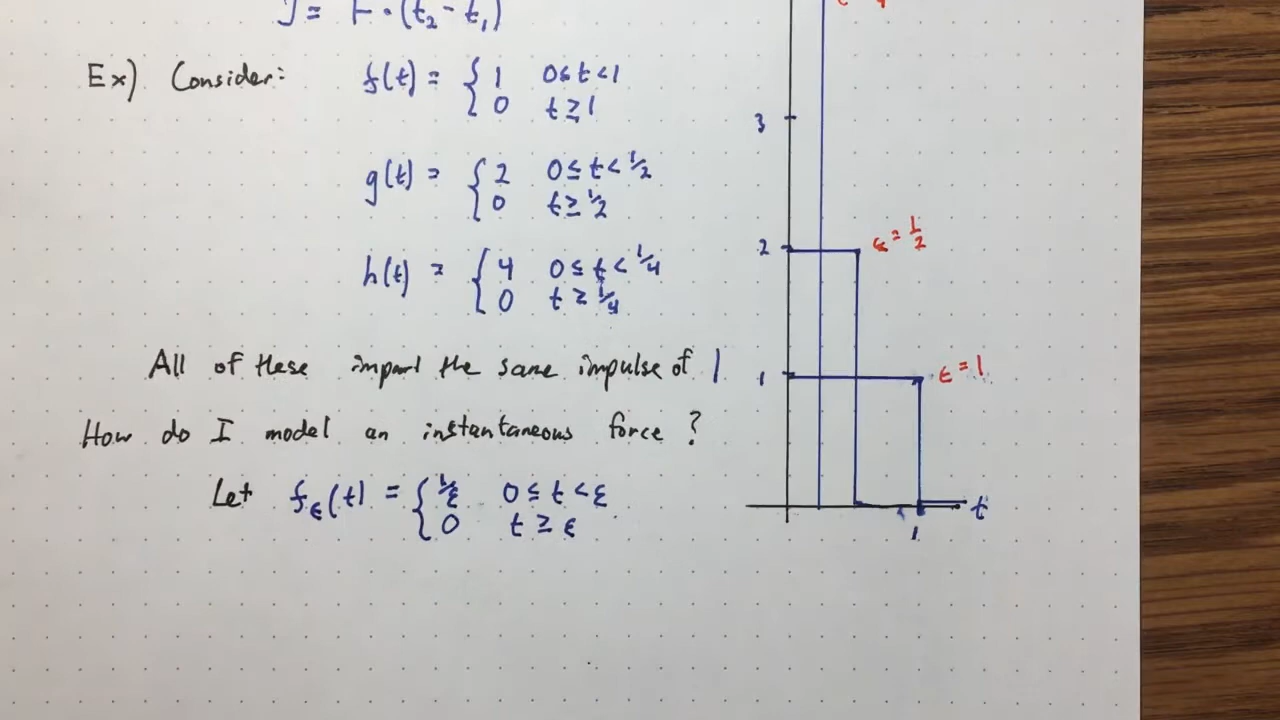 J = F · (t₂ - t₁)
Ex) Consider: f(t) = { 1 0 ≤ t < 1
0 t ≥ 1
g(t) = { 2 0 ≤ t < 1/2
0 t ≥ 1/2
h(t) = { 4 0 ≤ t < 1/4
0 t ≥ 1/4
All of these impart the same impulse of 1
How do I model an instantaneous force ?
Let f_ε(t) = { 1/ε 0 ≤ t < ε
0 t ≥ ε
3
2
ε = 1/2
1
ε = 1
t
1